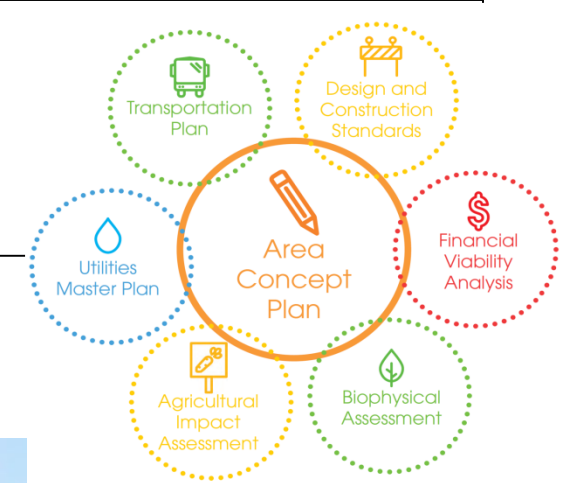 Transportation
Plan
Design and
Construction
Standards
Area
Concept
Plan
Financial
Viability
Analysis
Utilities
Master Plan
Agricultural
Impact
Assessment
Biophysical
Assessment